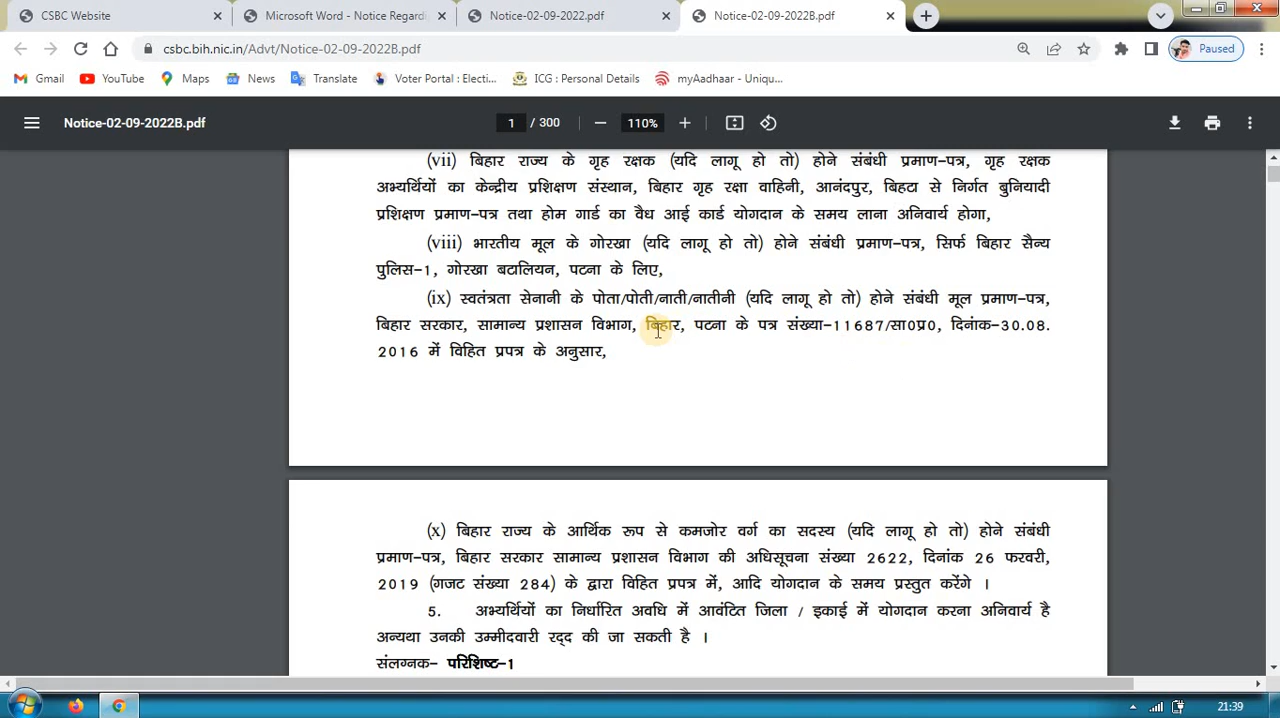 CSBC Website
Microsoft Word - Notice Regardi
Notice-02-09-2022.pdf
Notice-02-09-2022B.pdf
csbc.bih.nic.in/Advt/Notice-02-09-2022B.pdf
Paused
Gmail
YouTube
Maps
News
Translate
Voter Portal : Electi...
ICG : Personal Details
myAadhaar - Uniqu...
Notice-02-09-2022B.pdf
1 / 300
110%
(vii) बिहार राज्य के गृह रक्षक (यदि लागू हो तो) होने संबंधी प्रमाण-पत्र, गृह रक्षक
अभ्यर्थियों का केन्द्रीय प्रशिक्षण संस्थान, बिहार गृह रक्षा वाहिनी, आनंदपुर, बिहटा से निर्गत बुनियादी
प्रशिक्षण प्रमाण-पत्र तथा होम गार्ड का वैध आई कार्ड योगदान के समय लाना अनिवार्य होगा,
(viii) भारतीय मूल के गोरखा (यदि लागू हो तो) होने संबंधी प्रमाण-पत्र, सिर्फ बिहार सैन्य
पुलिस-1, गोरखा बटालियन, पटना के लिए,
(ix) स्वतंत्रता सेनानी के पोता/पोती/नाती/नातीनी (यदि लागू हो तो) होने संबंधी मूल प्रमाण-पत्र,
बिहार सरकार, सामान्य प्रशासन विभाग, बिहार, पटना के पत्र संख्या-11687/सा0प्र0, दिनांक-30.08.
2016 में विहित प्रपत्र के अनुसार,
(x) बिहार राज्य के आर्थिक रूप से कमजोर वर्ग का सदस्य (यदि लागू हो तो) होने संबंधी
प्रमाण-पत्र, बिहार सरकार सामान्य प्रशासन विभाग की अधिसूचना संख्या 2622, दिनांक 26 फरवरी,
2019 (गजट संख्या 284) के द्वारा विहित प्रपत्र में, आदि योगदान के समय प्रस्तुत करेंगे ।
5. अभ्यर्थियों का निर्धारित अवधि में आवंटित जिला / इकाई में योगदान करना अनिवार्य है
अन्यथा उनकी उम्मीदवारी रद्द की जा सकती है ।
संलग्नक- परिशिष्ट-1
21:39